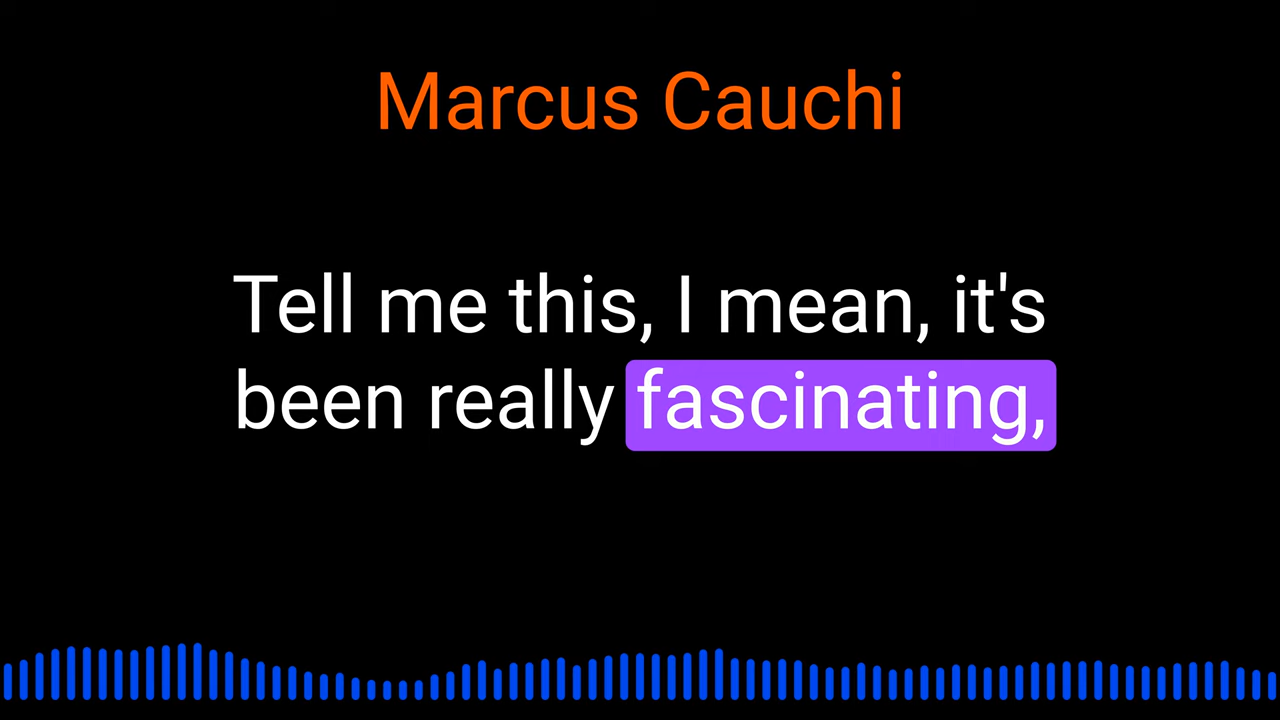 Marcus Cauchi
Tell me this, I mean, it's
been really fascinating,